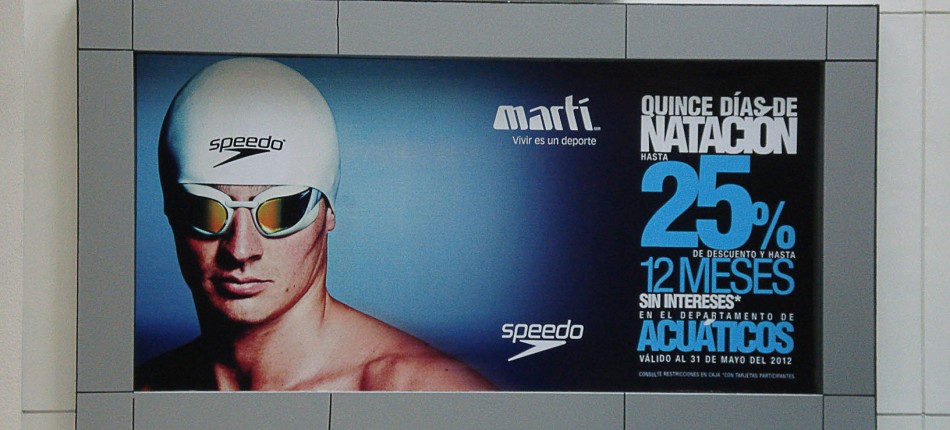 speedo
martí
Vivir es un deporte
speedo
QUINCE DÍAS DE
NATACIÓN
HASTA
25%
DE DESCUENTO Y HASTA
12 MESES
SIN INTERESES*
EN EL DEPARTAMENTO DE
ACUÁTICOS
VÁLIDO AL 31 DE MAYO DEL 2012
CONSULTE RESTRICCIONES EN CAJA *CON TARJETAS PARTICIPANTES